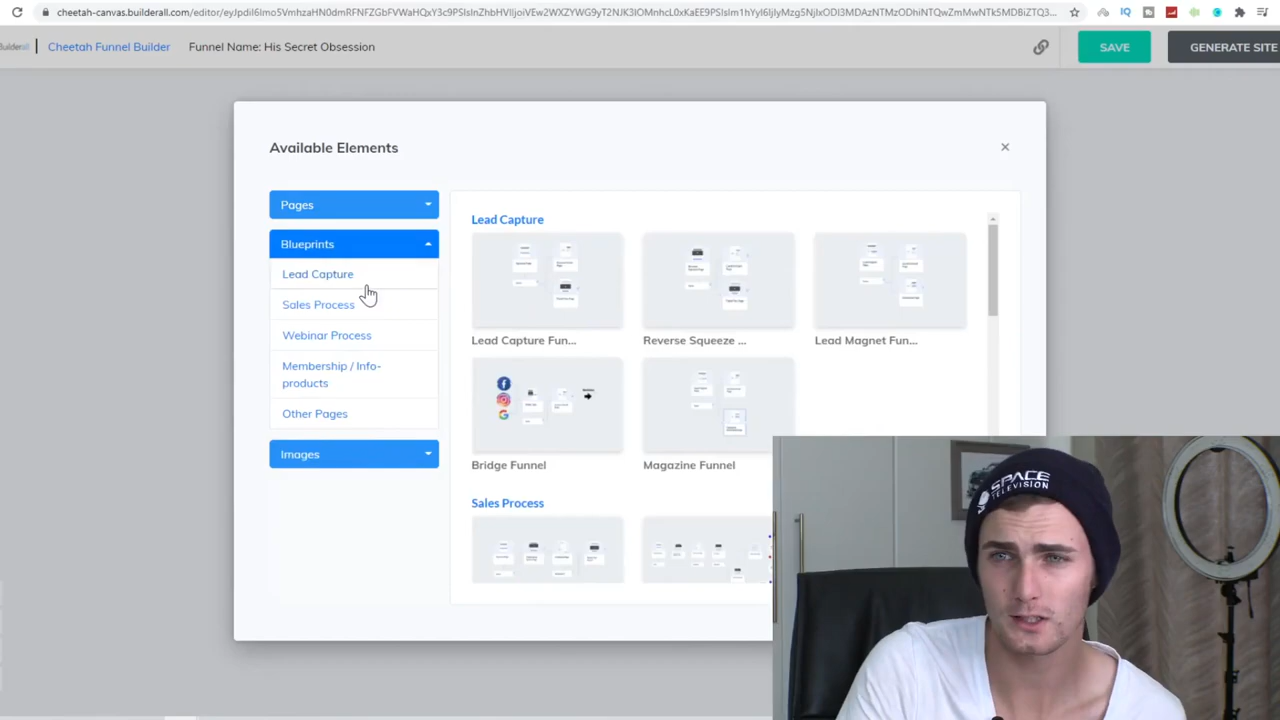 cheetah-canvas.builderall.com/editor/
Builderall
Cheetah Funnel Builder
Funnel Name: His Secret Obsession
SAVE
GENERATE SITE
Available Elements
×
Pages
Blueprints
Lead Capture
Sales Process
Webinar Process
Membership / Info-
products
Other Pages
Images
Lead Capture
Lead Capture Fun...
Reverse Squeeze ...
Lead Magnet Fun...
Bridge Funnel
Magazine Funnel
Sales Process
SPACE
TELEVISION